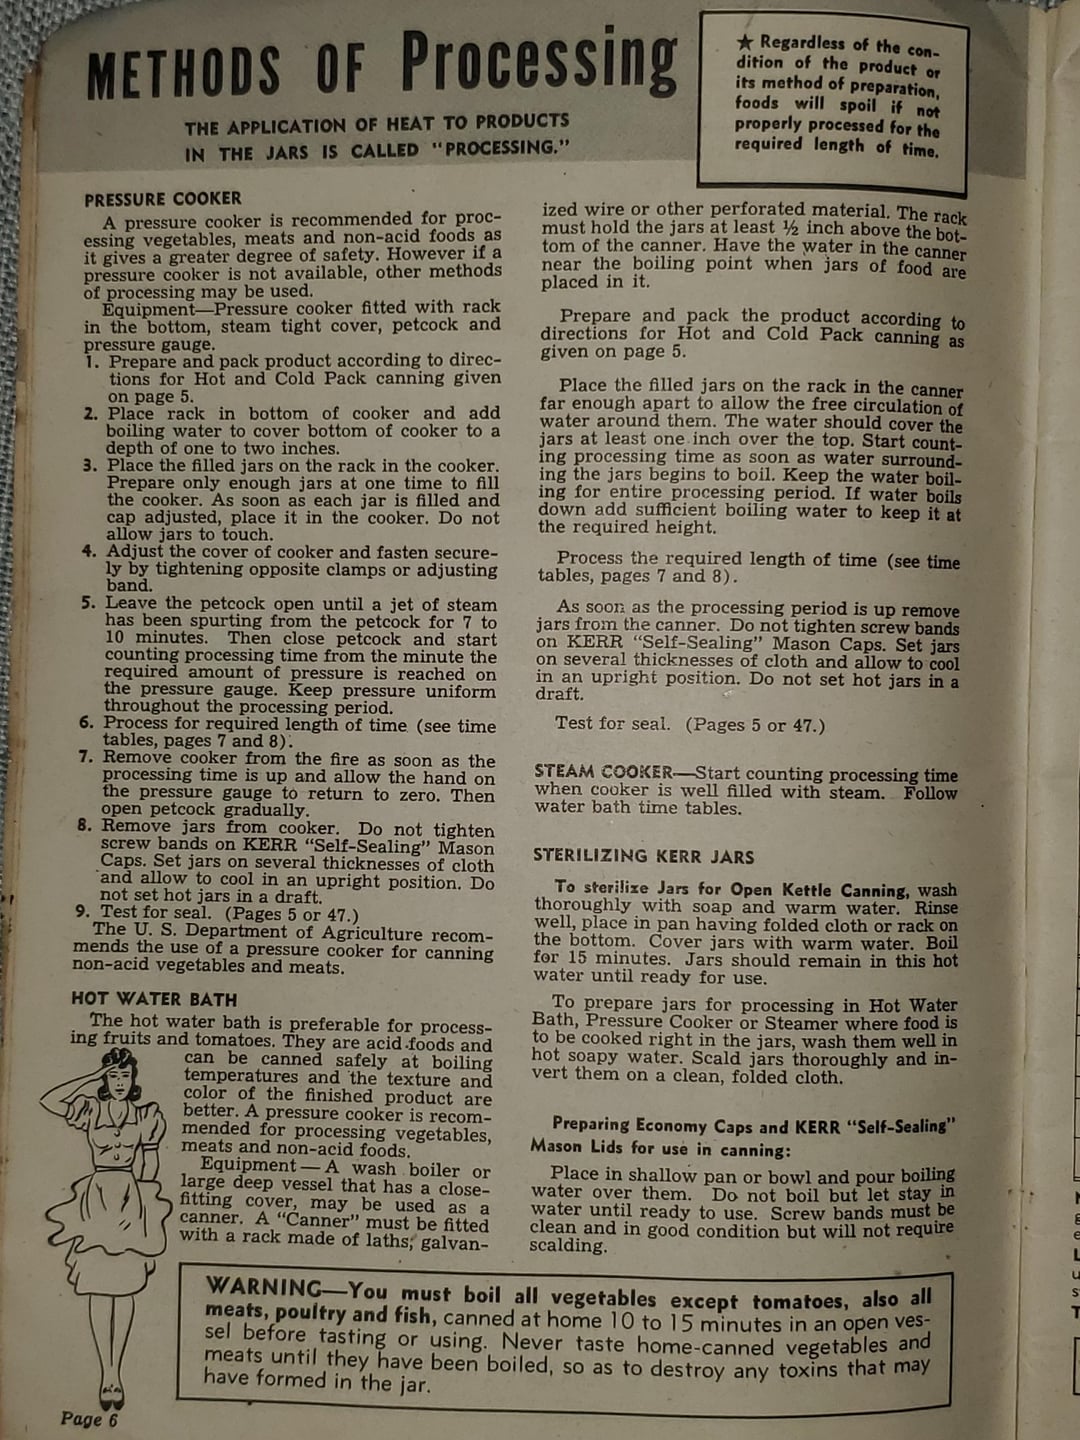 METHODS OF Processing
THE APPLICATION OF HEAT TO PRODUCTS
IN THE JARS IS CALLED "PROCESSING."
★ Regardless of the con-
dition of the product or
its method of preparation,
foods will spoil if not
properly processed for the
required length of time.
PRESSURE COOKER
A pressure cooker is recommended for proc-
essing vegetables, meats and non-acid foods as
it gives a greater degree of safety. However if a
pressure cooker is not available, other methods
of processing may be used.
Equipment—Pressure cooker fitted with rack
in the bottom, steam tight cover, petcock and
pressure gauge.
1. Prepare and pack product according to direc-
tions for Hot and Cold Pack canning given
on page 5.
2. Place rack in bottom of cooker and add
boiling water to cover bottom of cooker to a
depth of one to two inches.
3. Place the filled jars on the rack in the cooker.
Prepare only enough jars at one time to fill
the cooker. As soon as each jar is filled and
cap adjusted, place it in the cooker. Do not
allow jars to touch.
4. Adjust the cover of cooker and fasten secure-
ly by tightening opposite clamps or adjusting
band.
5. Leave the petcock open until a jet of steam
has been spurting from the petcock for 7 to
10 minutes. Then close petcock and start
counting processing time from the minute the
required amount of pressure is reached on
the pressure gauge. Keep pressure uniform
throughout the processing period.
6. Process for required length of time (see time
tables, pages 7 and 8).
7. Remove cooker from the fire as soon as the
processing time is up and allow the hand on
the pressure gauge to return to zero. Then
open petcock gradually.
8. Remove jars from cooker. Do not tighten
screw bands on KERR "Self-Sealing" Mason
Caps. Set jars on several thicknesses of cloth
and allow to cool in an upright position. Do
not set hot jars in a draft.
9. Test for seal. (Pages 5 or 47.)
The U. S. Department of Agriculture recom-
mends the use of a pressure cooker for canning
non-acid vegetables and meats.
HOT WATER BATH
The hot water bath is preferable for process-
ing fruits and tomatoes. They are acid foods and
can be canned safely at boiling
temperatures and the texture and
color of the finished product are
better. A pressure cooker is recom-
mended for processing vegetables,
meats and non-acid foods.
Equipment—A wash boiler or
large deep vessel that has a close-
fitting cover, may be used as a
canner. A "Canner" must be fitted
with a rack made of laths, galvan-
ized wire or other perforated material. The rack
must hold the jars at least ½ inch above the bot-
tom of the canner. Have the water in the canner
near the boiling point when jars of food are
placed in it.
Prepare and pack the product according to
directions for Hot and Cold Pack canning as
given on page 5.
Place the filled jars on the rack in the canner
far enough apart to allow the free circulation of
water around them. The water should cover the
jars at least one inch over the top. Start count-
ing processing time as soon as water surround-
ing the jars begins to boil. Keep the water boil-
ing for entire processing period. If water boils
down add sufficient boiling water to keep it at
the required height.
Process the required length of time (see time
tables, pages 7 and 8).
As soon as the processing period is up remove
jars from the canner. Do not tighten screw bands
on KERR "Self-Sealing" Mason Caps. Set jars
on several thicknesses of cloth and allow to cool
in an upright position. Do not set hot jars in a
draft.
Test for seal. (Pages 5 or 47.)
STEAM COOKER—Start counting processing time
when cooker is well filled with steam. Follow
water bath time tables.
STERILIZING KERR JARS
To sterilize Jars for Open Kettle Canning, wash
thoroughly with soap and warm water. Rinse
well, place in pan having folded cloth or rack on
the bottom. Cover jars with warm water. Boil
for 15 minutes. Jars should remain in this hot
water until ready for use.
To prepare jars for processing in Hot Water
Bath, Pressure Cooker or Steamer where food is
to be cooked right in the jars, wash them well in
hot soapy water. Scald jars thoroughly and in-
vert them on a clean, folded cloth.
Preparing Economy Caps and KERR "Self-Sealing"
Mason Lids for use in canning:
Place in shallow pan or bowl and pour boiling
water over them. Do not boil but let stay in
water until ready to use. Screw bands must be
clean and in good condition but will not require
scalding.
WARNING—You must boil all vegetables except tomatoes, also all
meats, poultry and fish, canned at home 10 to 15 minutes in an open ves-
sel before tasting or using. Never taste home-canned vegetables and
meats until they have been boiled, so as to destroy any toxins that may
have formed in the jar.
Page 6